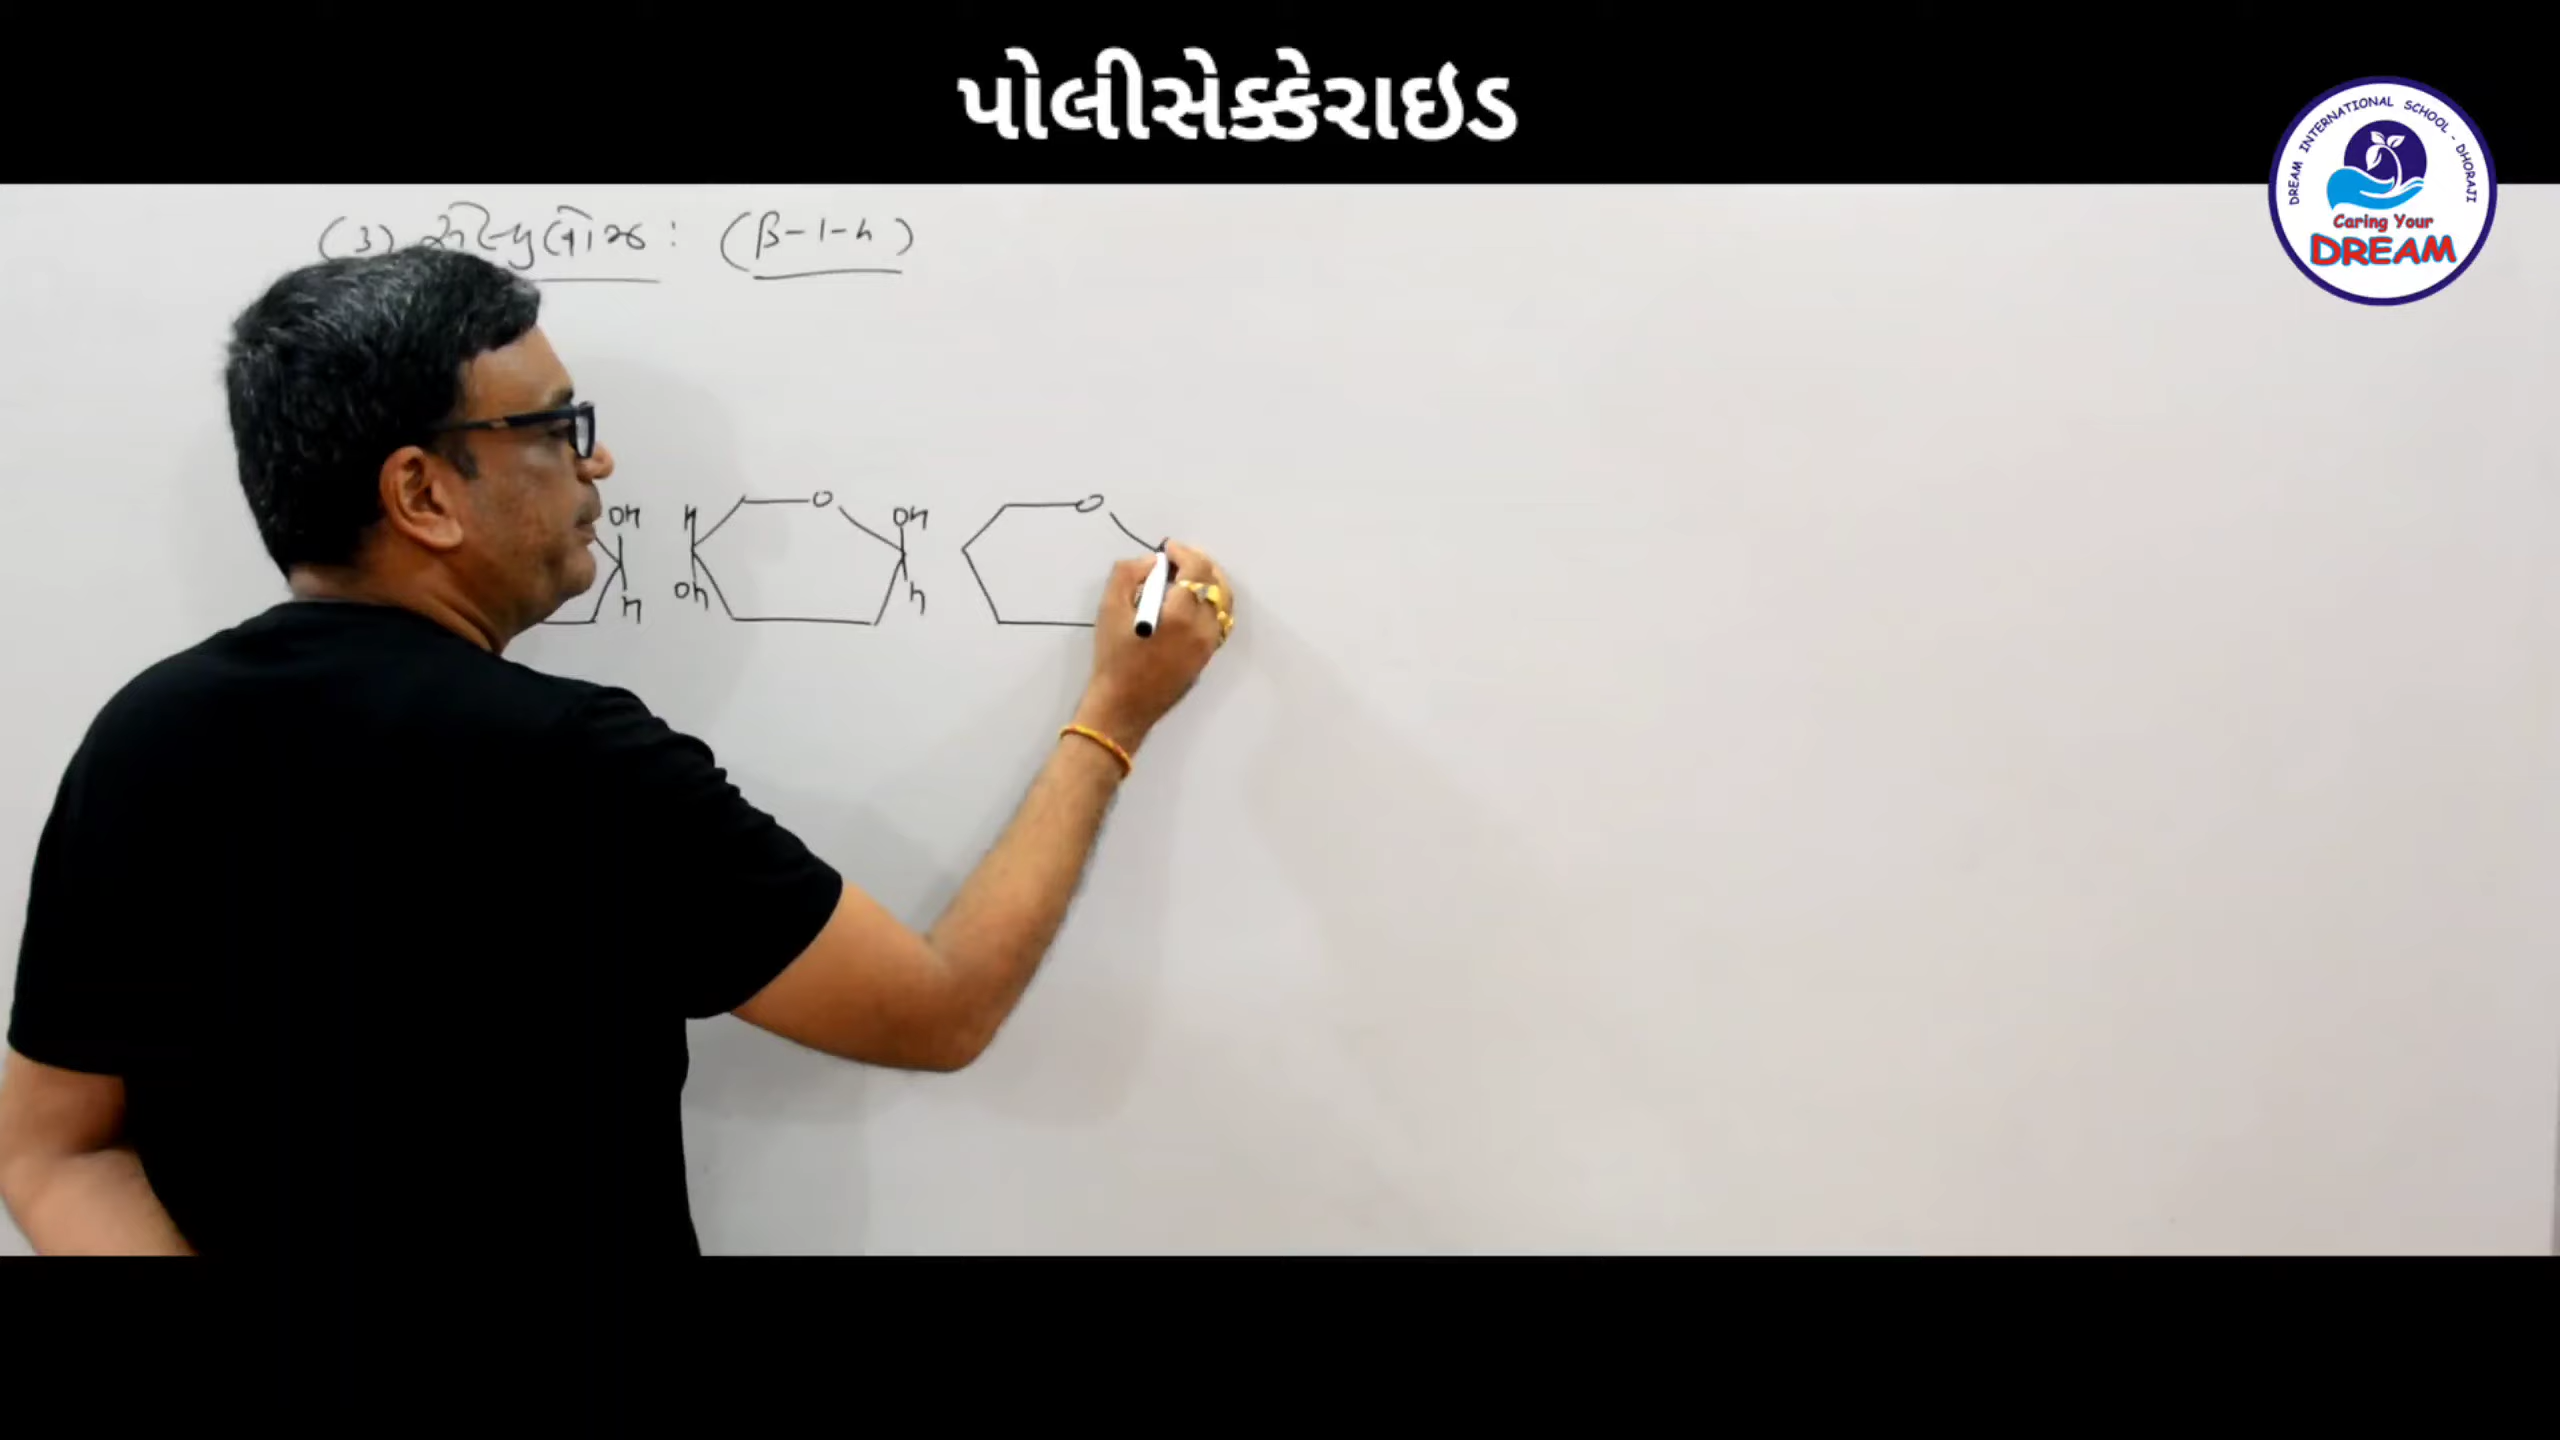 પોલીસેક્કેરાઇડ
DREAM INTERNATIONAL SCHOOL - DHORAJI
Caring Your
DREAM
(3) સેલ્યુલોઝ : (β-1-4)
OH H O OH O
H OH H